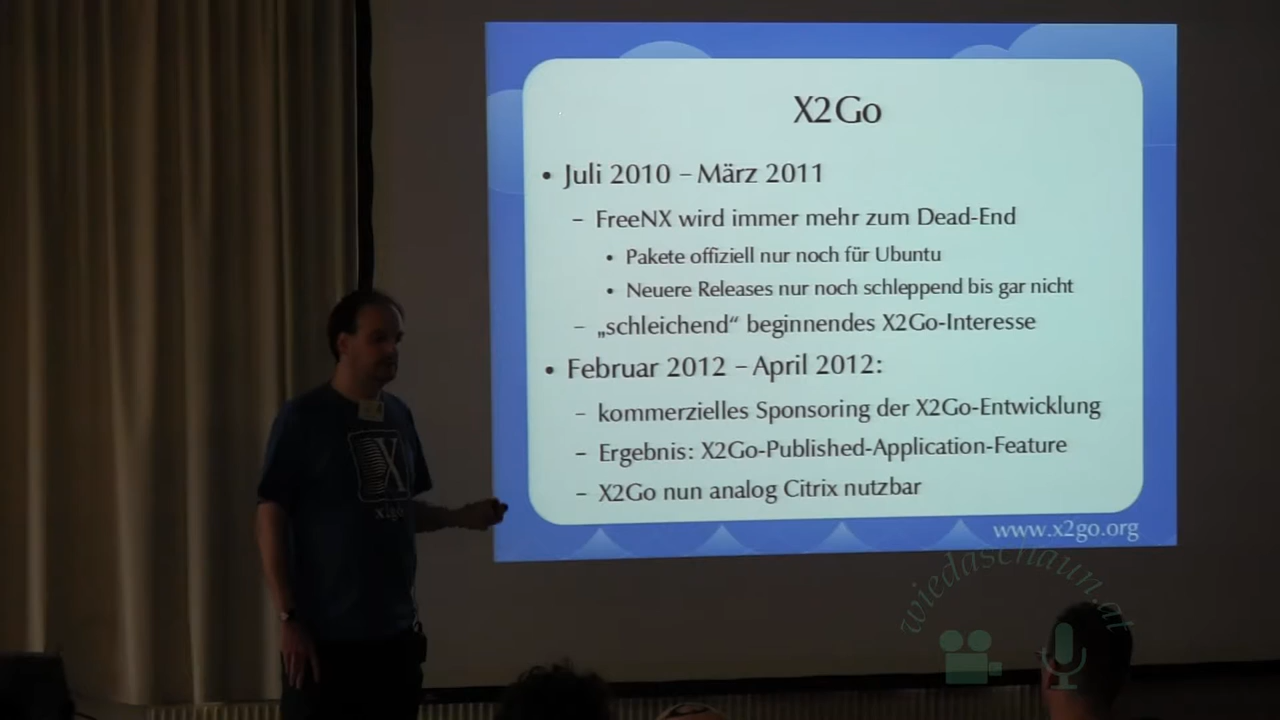 X2Go
• Juli 2010 – März 2011
– FreeNX wird immer mehr zum Dead-End
• Pakete offiziell nur noch für Ubuntu
• Neuere Releases nur noch schleppend bis gar nicht
– „schleichend“ beginnendes X2Go-Interesse
• Februar 2012 – April 2012:
– kommerzielles Sponsoring der X2Go-Entwicklung
– Ergebnis: X2Go-Published-Application-Feature
– X2Go nun analog Citrix nutzbar
www.x2go.org
X
x2go
wiedaschaun.at